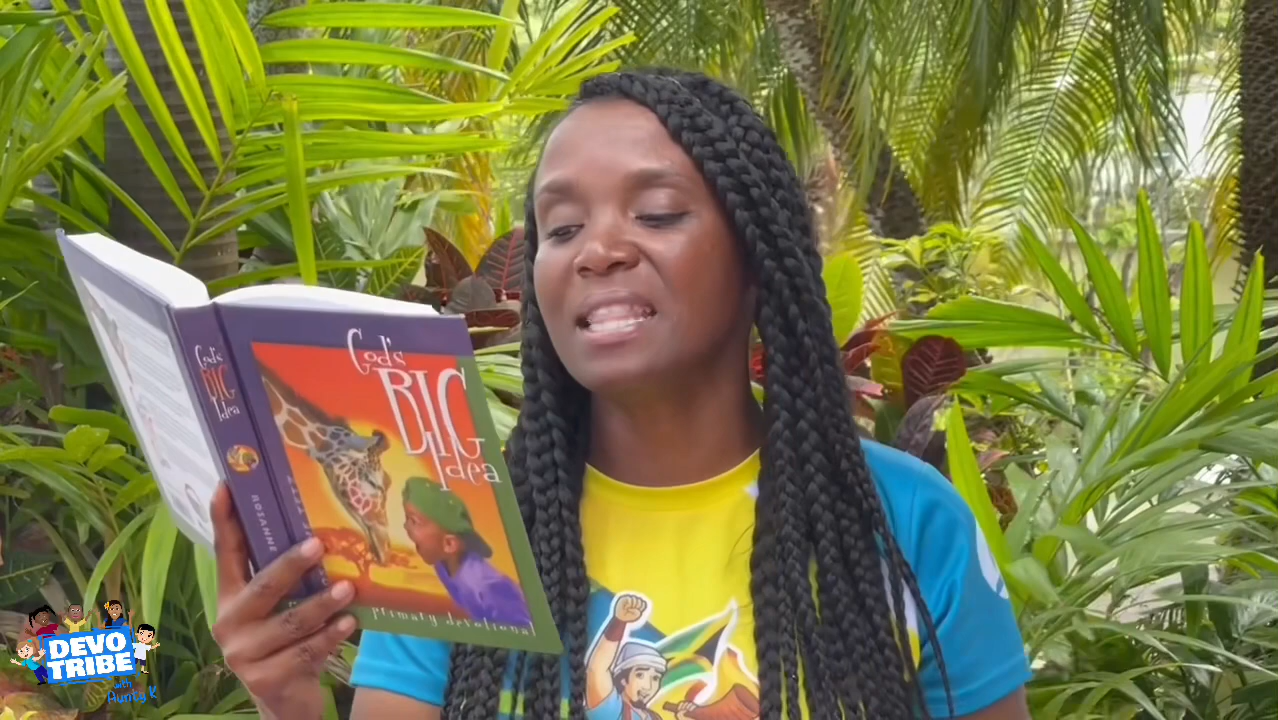 God's
BIG
Idea
ROSANNE
God's
BIG
Idea
primary devotional
DEVO
TRIBE
with
Aunty K